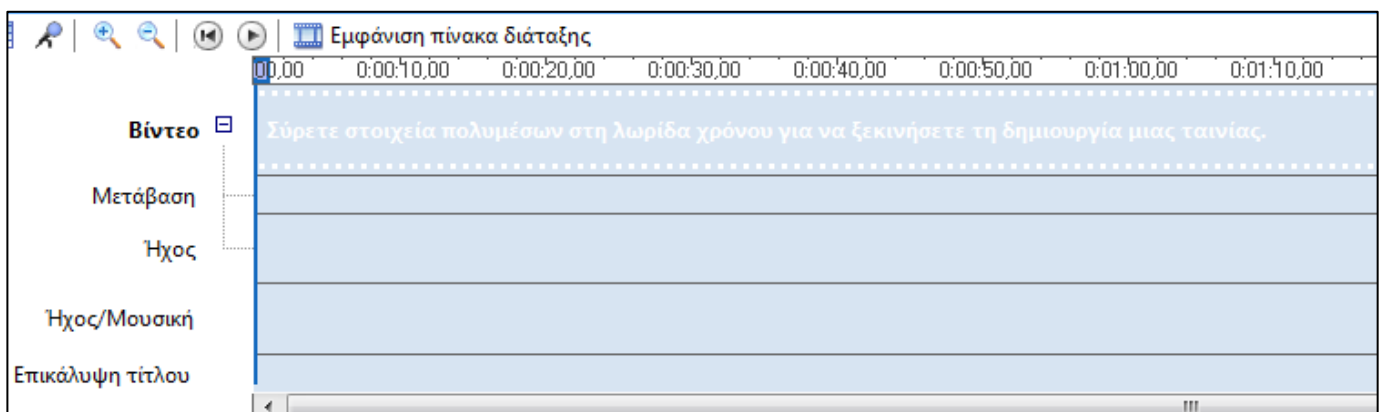 Εμφάνιση πίνακα διάταξης
0:00:10,00 0:00:20,00 0:00:30,00 0:00:40,00 0:00:50,00 0:01:00,00 0:01:10,00
Βίντεο Σύρετε στοιχεία πολυμέσων στη λωρίδα χρόνου για να ξεκινήσετε τη δημιουργία μιας ταινίας.
Μετάβαση
Ήχος
Ήχος/Μουσική
Επικάλυψη τίτλου